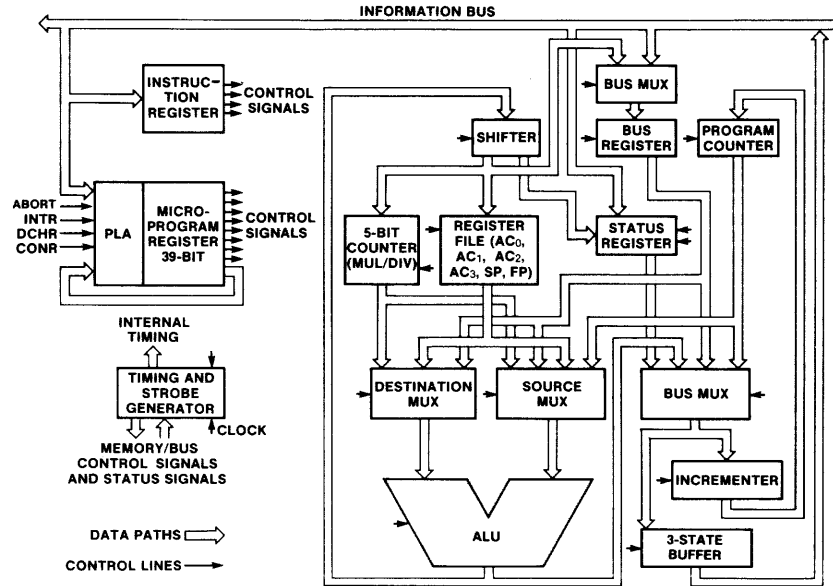 INFORMATION BUS
INSTRUC-
TION
REGISTER
CONTROL
SIGNALS
BUS MUX
SHIFTER
BUS
REGISTER
PROGRAM
COUNTER
ABORT
INTR
DCHR
CONR
PLA
MICRO-
PROGRAM
REGISTER
39-BIT
CONTROL
SIGNALS
5-BIT
COUNTER
(MUL/DIV)
REGISTER
FILE (AC0,
AC1, AC2,
AC3, SP, FP)
STATUS
REGISTER
INTERNAL
TIMING
TIMING AND
STROBE
GENERATOR
CLOCK
MEMORY/BUS
CONTROL SIGNALS
AND STATUS SIGNALS
DESTINATION
MUX
SOURCE
MUX
BUS MUX
INCREMENTER
ALU
3-STATE
BUFFER
DATA PATHS
CONTROL LINES